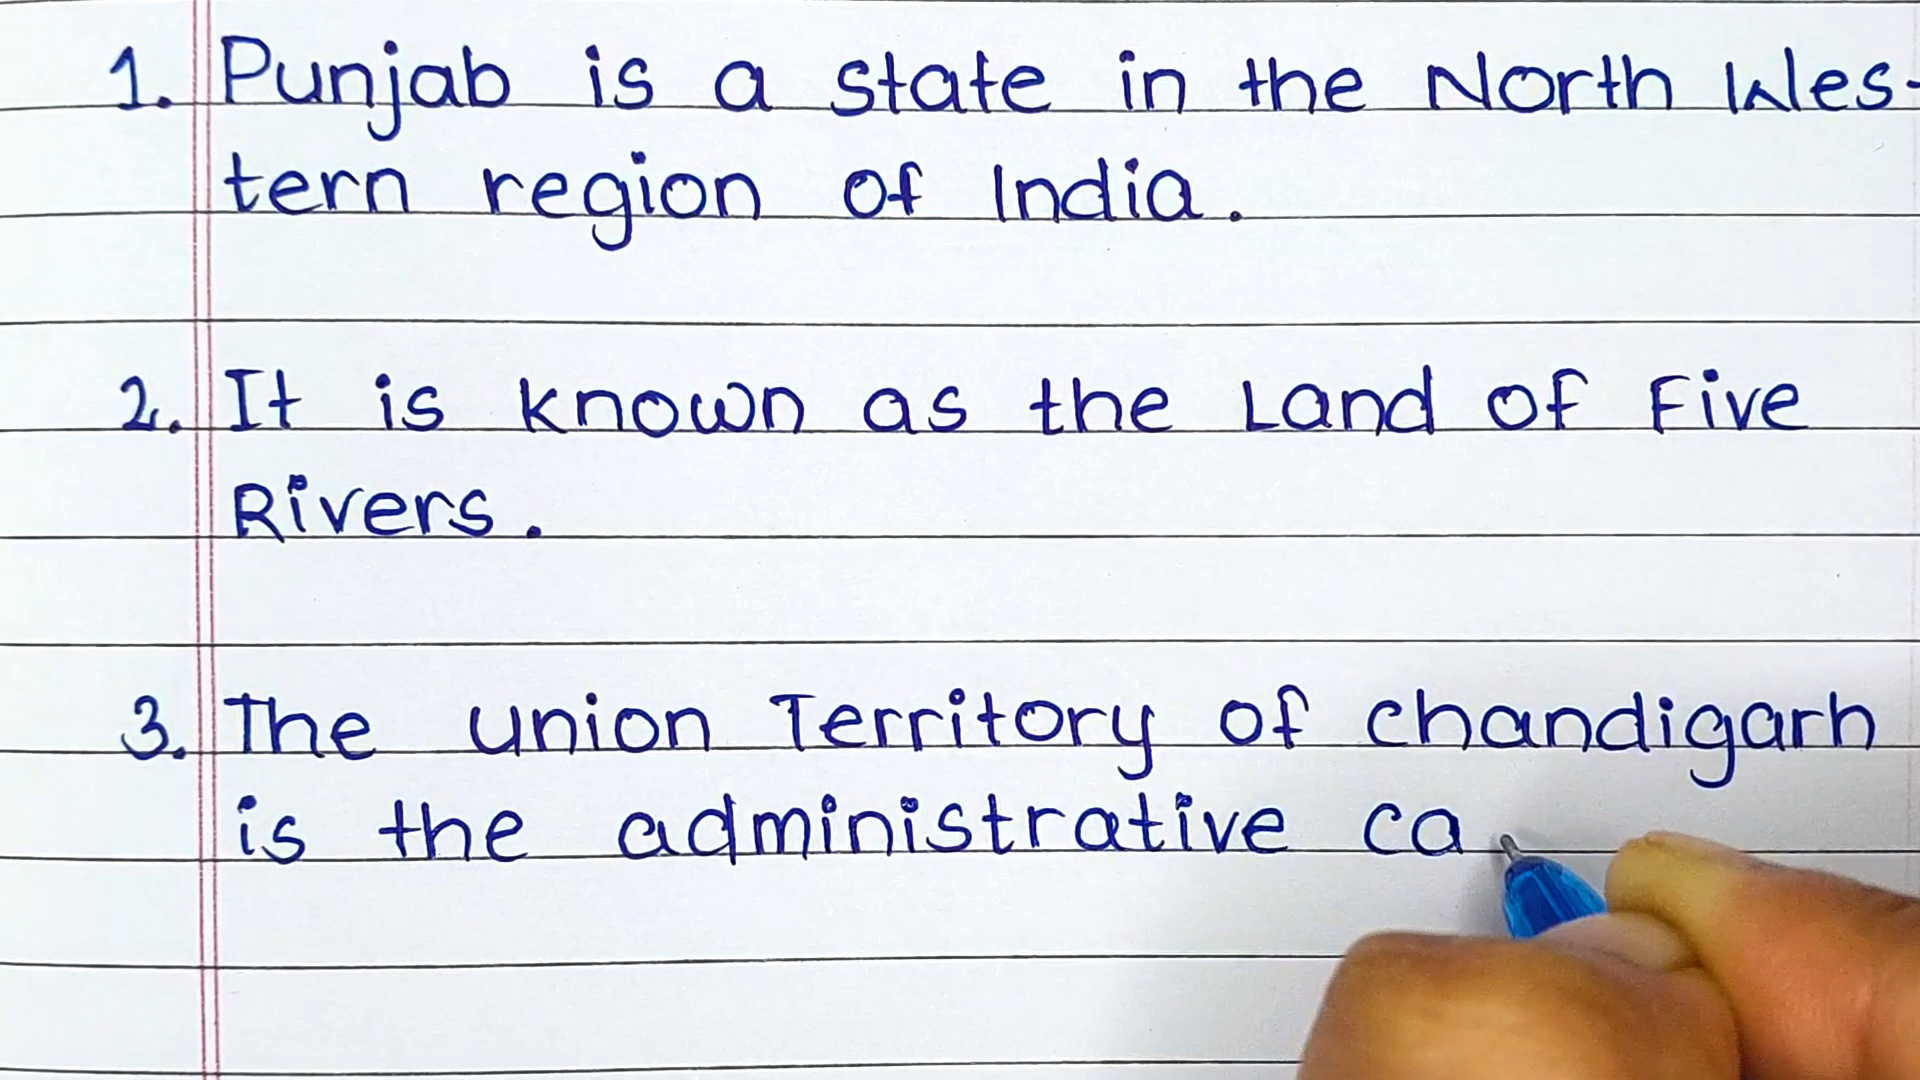 1. Punjab is a state in the North Wes-
tern region of India.
2. It is known as the Land of Five
Rivers.
3. The union Territory of chandigarh
is the administrative ca